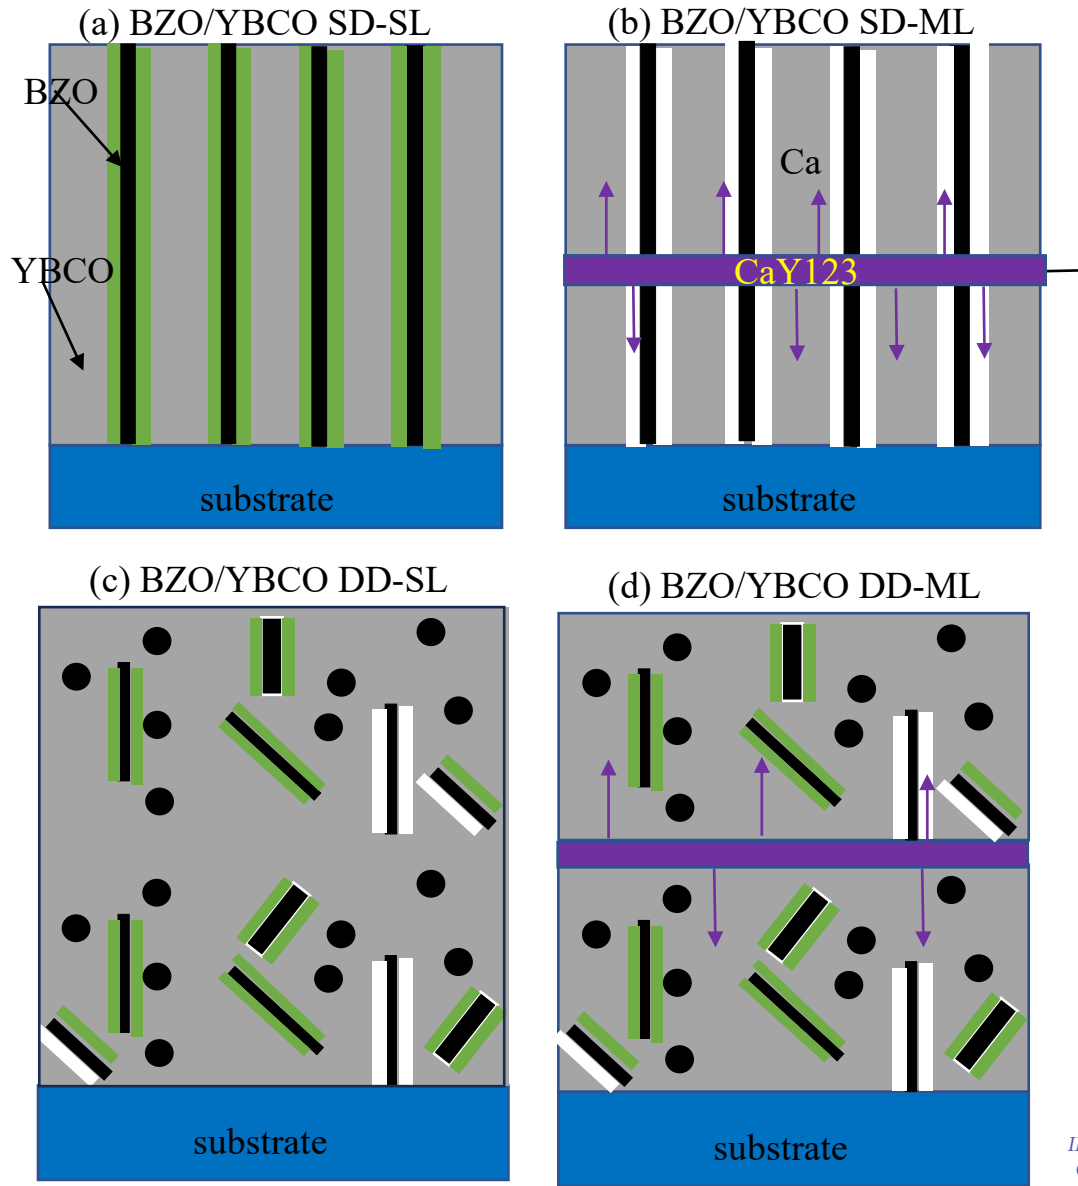 (a) BZO/YBCO SD-SL
(b) BZO/YBCO SD-ML
BZO
Ca
YBCO
CaY123
substrate
substrate
(c) BZO/YBCO DD-SL
(d) BZO/YBCO DD-ML
substrate
substrate